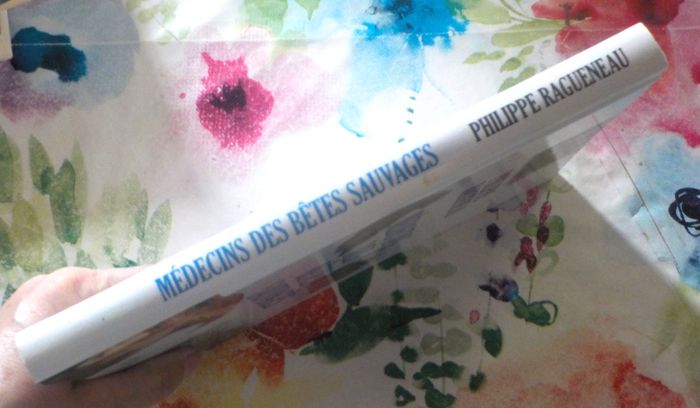 MÉDECINS DES BÊTES SAUVAGES
PHILIPPE RAGUENEAU